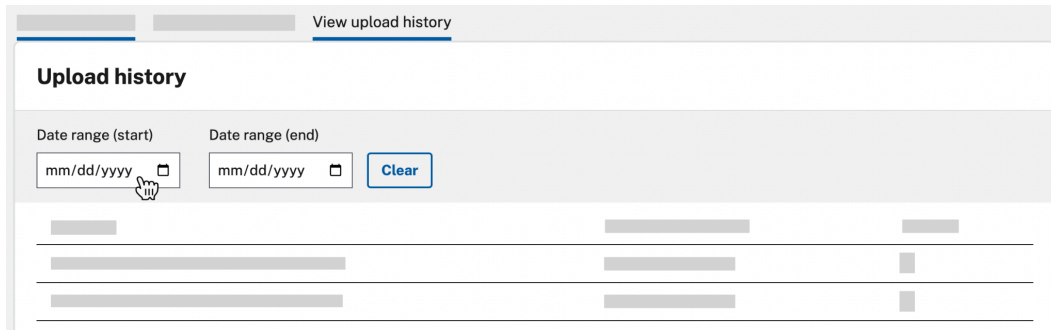 View upload history
Upload history
Date range (start) Date range (end)
mm/dd/yyyy mm/dd/yyyy Clear